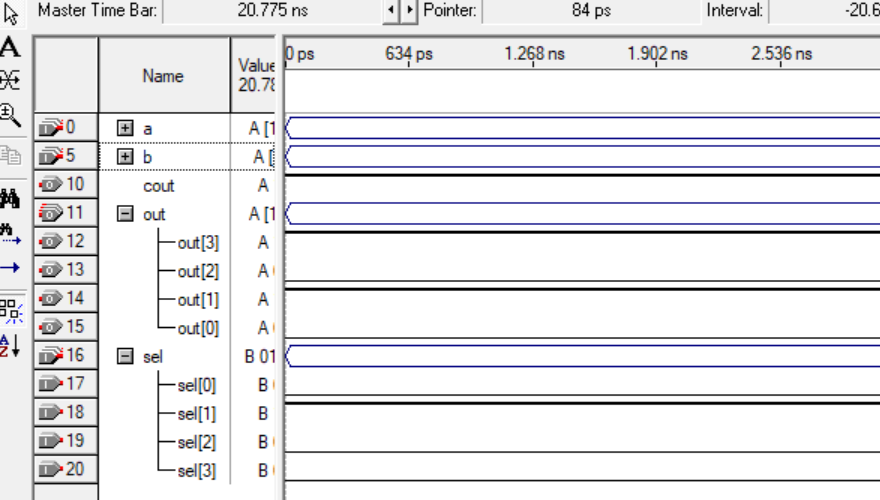 Master Time Bar: 20.775 ns Pointer: 84 ps Interval: -20.6
A
Name Value 0 ps 634 ps 1.268 ns 1.902 ns 2.536 ns
20.78
0 a A [1
5 b A [
10 cout A
11 out A [1
12 out[3] A
13 out[2] A
14 out[1] A
15 out[0] A
16 sel B 01
17 sel[0] B
18 sel[1] B
19 sel[2] B
20 sel[3] B
A
Z